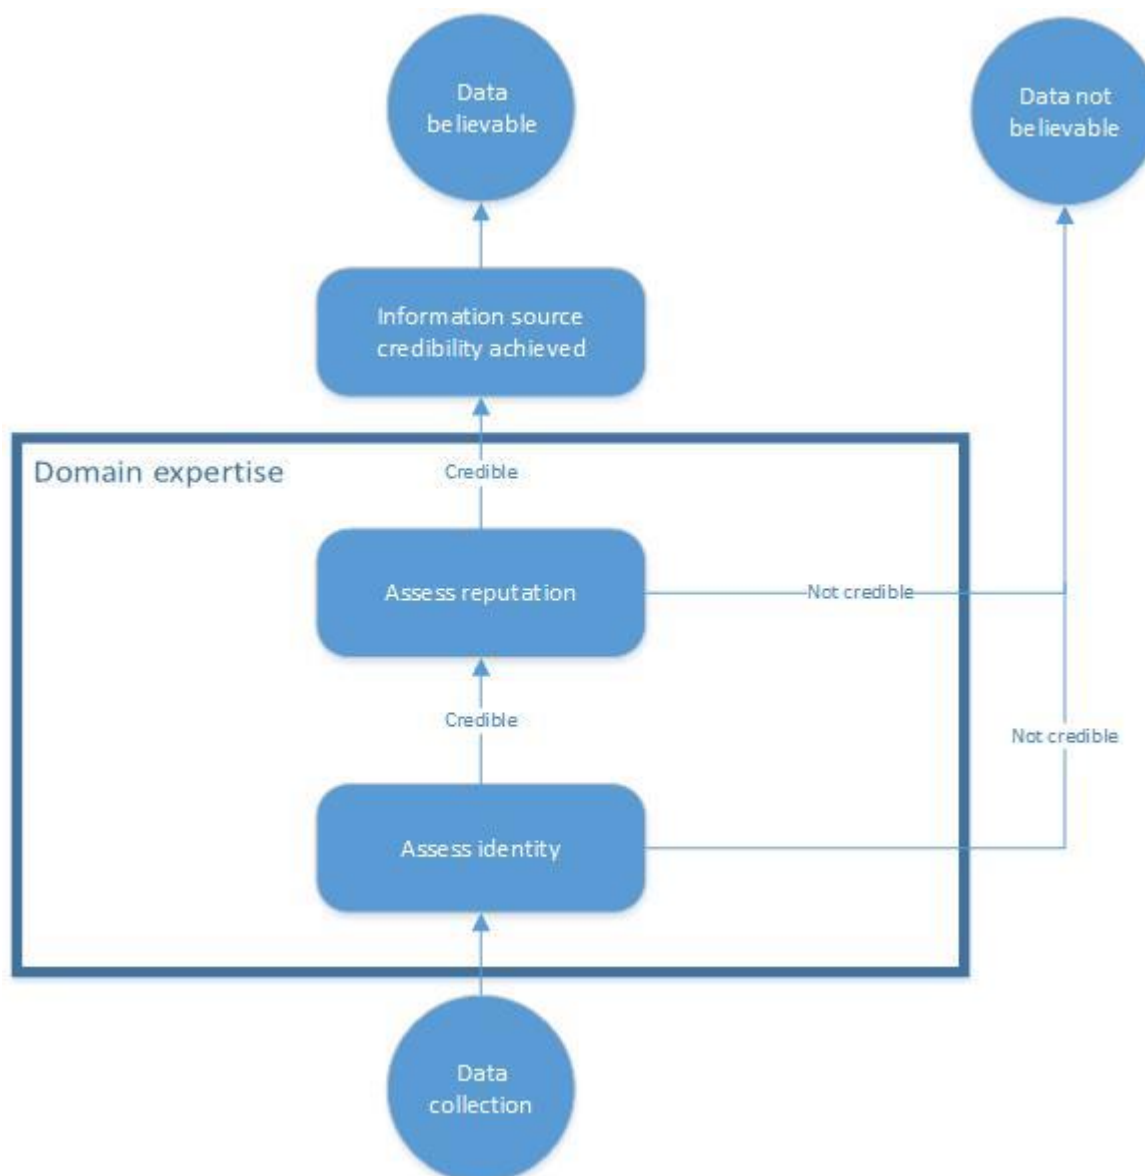 Data
believable
Data not
believable
Information source
credibility achieved
Domain expertise
Credible
Assess reputation
Not credible
Credible
Not credible
Assess identity
Data
collection